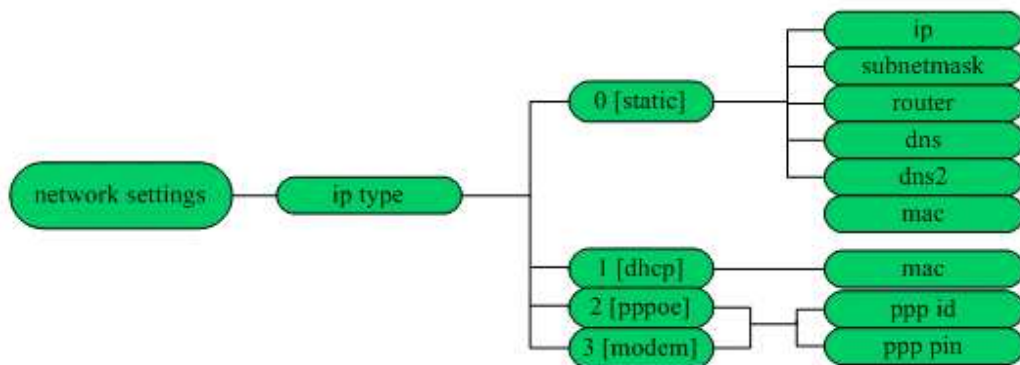 network settings
ip type
0 [static]
ip
subnetmask
router
dns
dns2
mac
1 [dhcp]
mac
2 [pppoe]
3 [modem]
ppp id
ppp pin